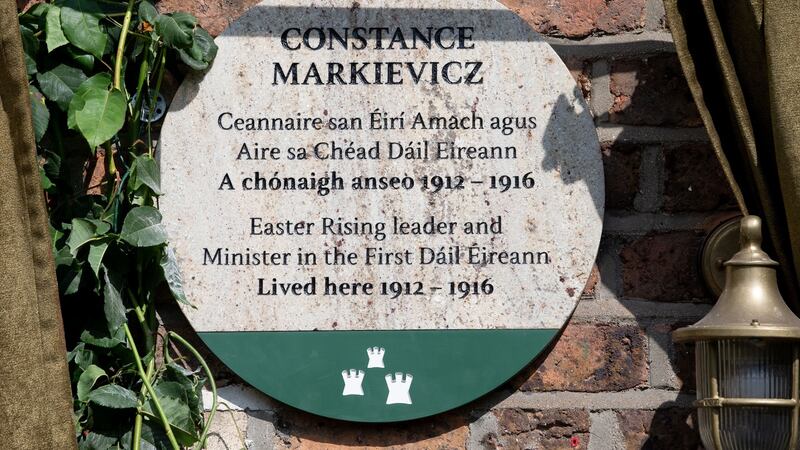 CONSTANCE
MARKIEVICZ
Ceannaire san Éirí Amach agus
Aire sa Chéad Dáil Eireann
A chónaigh anseo 1912 – 1916
Easter Rising leader and
Minister in the First Dáil Éireann
Lived here 1912 – 1916